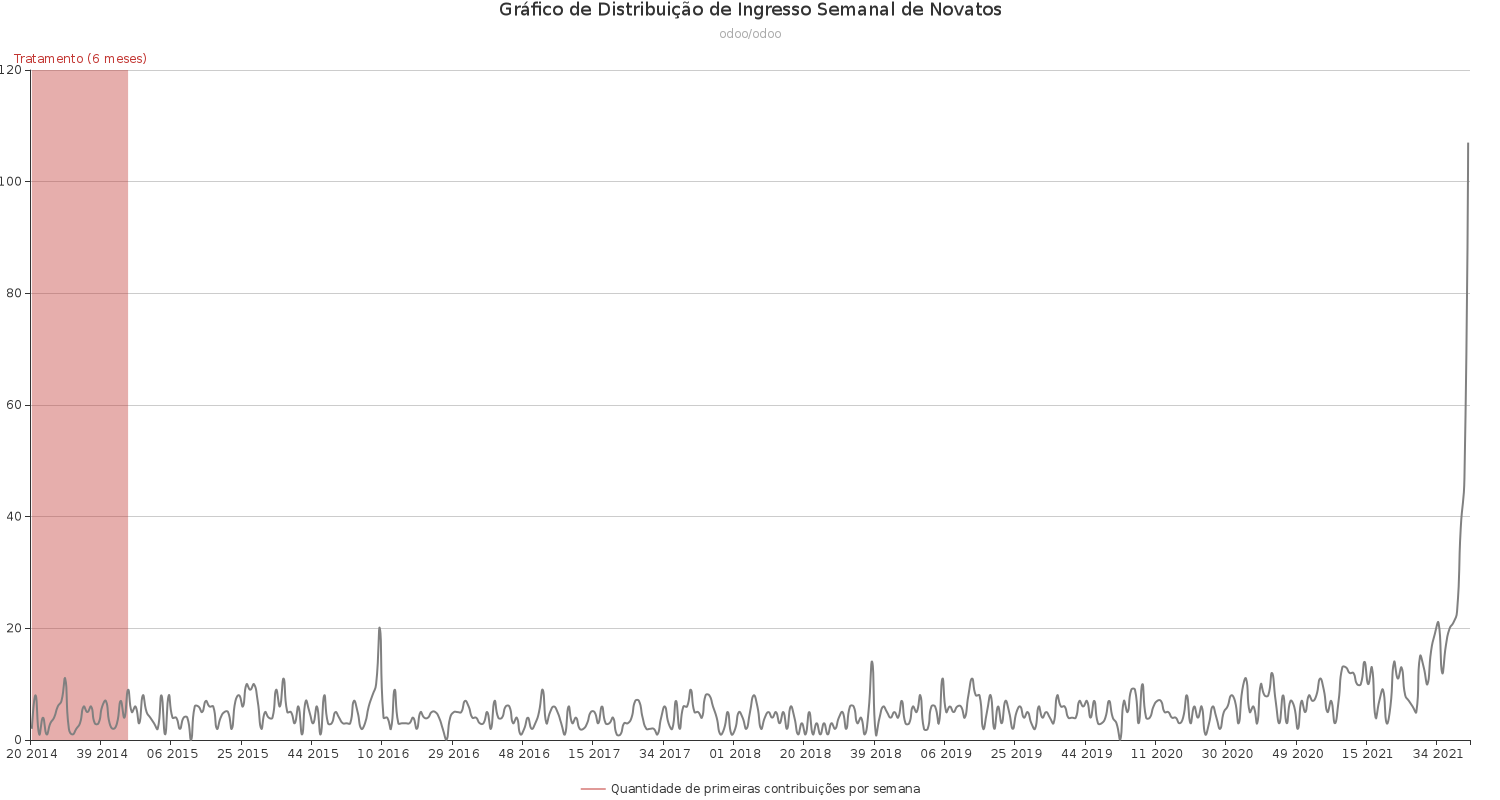 Gráfico de Distribuição de Ingresso Semanal de Novatos
odoo/odoo
Tratamento (6 meses)
120
100
80
60
40
20
0
20 2014 39 2014 06 2015 25 2015 44 2015 10 2016 29 2016 48 2016 15 2017 34 2017 01 2018 20 2018 39 2018 06 2019 25 2019 44 2019 11 2020 30 2020 49 2020 15 2021 34 2021
Quantidade de primeiras contribuições por semana